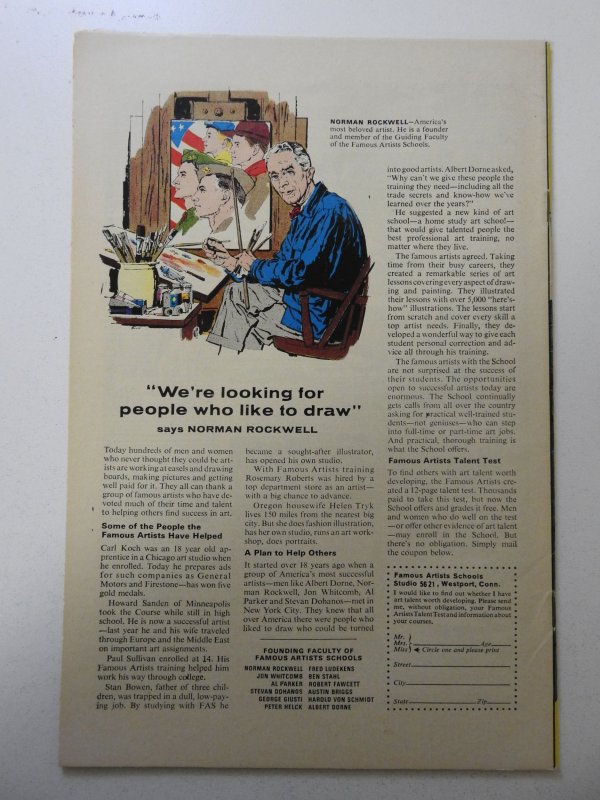 NORMAN ROCKWELL—America's
most beloved artist. He is a founder
and member of the Guiding Faculty
of the Famous Artists Schools.
"We're looking for
people who like to draw"
says NORMAN ROCKWELL
Today hundreds of men and women
who never thought they could be art-
ists are working at easels and drawing
boards, making pictures and getting
well paid for it. They all can thank a
group of famous artists who have de-
voted much of their time and talent
to helping others find success in art.
Some of the People the
Famous Artists Have Helped
Carl Koch was an 18 year old ap-
prentice in a Chicago art studio when
he enrolled. Today he prepares ads
for such companies as General
Motors and Firestone—has won five
gold medals.
Howard Sanden of Minneapolis
took the Course while still in high
school. He is now a successful artist
—last year he and his wife traveled
through Europe and the Middle East
on important art assignments.
Paul Sullivan enrolled at 14. His
Famous Artists training helped him
work his way through college.
Stan Bowen, father of three chil-
dren, was trapped in a dull, low-pay-
ing job. By studying with FAS he
became a sought-after illustrator,
has opened his own studio.
With Famous Artists training
Rosemary Roberts was hired by a
top department store as an artist—
with a big chance to advance.
Oregon housewife Helen Tryk
lives 150 miles from the nearest big
city. But she does fashion illustration,
has her own studio, runs an art work-
shop, does portraits.
A Plan to Help Others
It started over 18 years ago when a
group of America's most successful
artists—men like Albert Dorne, Nor-
man Rockwell, Jon Whitcomb, Al
Parker and Stevan Dohanos—met in
New York City. They knew that all
over America there were people who
liked to draw who could be turned
FOUNDING FACULTY OF
FAMOUS ARTISTS SCHOOLS
NORMAN ROCKWELL FRED LUDEKENS
JON WHITCOMB BEN STAHL
AL PARKER ROBERT FAWCETT
STEVAN DOHANOS AUSTIN BRIGGS
GEORGE GIUSTI HAROLD VON SCHMIDT
PETER HELCK ALBERT DORNE
into good artists. Albert Dorne asked,
"Why can't we give these people the
training they need—including all the
trade secrets and know-how we've
learned over the years?"
He suggested a new kind of art
school—a home study art school—
that would give talented people the
best professional art training, no
matter where they live.
The famous artists agreed. Taking
time from their busy careers, they
created a remarkable series of art
lessons covering every aspect of draw-
ing and painting. They illustrated
their lessons with over 5,000 "here's-
how" illustrations. The lessons start
from scratch and cover every skill a
top artist needs. Finally, they de-
veloped a wonderful way to give each
student personal correction and ad-
vice all through his training.
The famous artists with the School
are not surprised at the success of
their students. The opportunities
open to successful artists today are
enormous. The School continually
gets calls from all over the country
asking for practical well-trained stu-
dents—not geniuses—who can step
into full-time or part-time art jobs.
And practical, thorough training is
what the School offers.
Famous Artists Talent Test
To find others with art talent worth
developing, the Famous Artists cre-
ated a 12-page talent test. Thousands
paid to take this test, but now the
School offers and grades it free. Men
and women who do well on the test
—or offer other evidence of art talent
—may enroll in the School. But
there's no obligation. Simply mail
the coupon below.
Famous Artists Schools
Studio 5621, Westport, Conn.
I would like to find out whether I have
art talent worth developing. Please send
me, without obligation, your Famous
Artists Talent Test and information about
your courses.
Mr.
Mrs. Age
Miss Circle one and please print
Street
City
State Zip